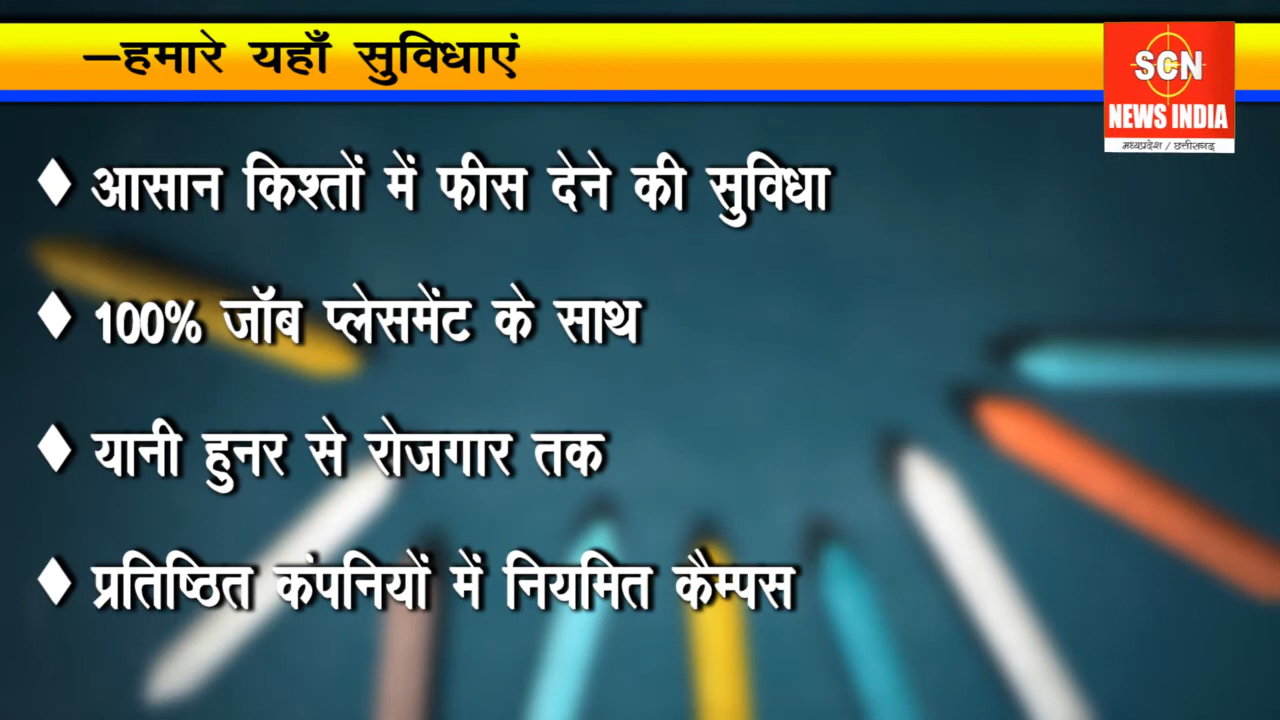 –हमारे यहाँ सुविधाएं
SCN
NEWS INDIA
मध्यप्रदेश / छत्तीसगढ़
♦ आसान किश्तों में फीस देने की सुविधा
♦ 100% जॉब प्लेसमेंट के साथ
♦ यानी हुनर से रोजगार तक
♦ प्रतिष्ठित कंपनियों में नियमित कैम्पस